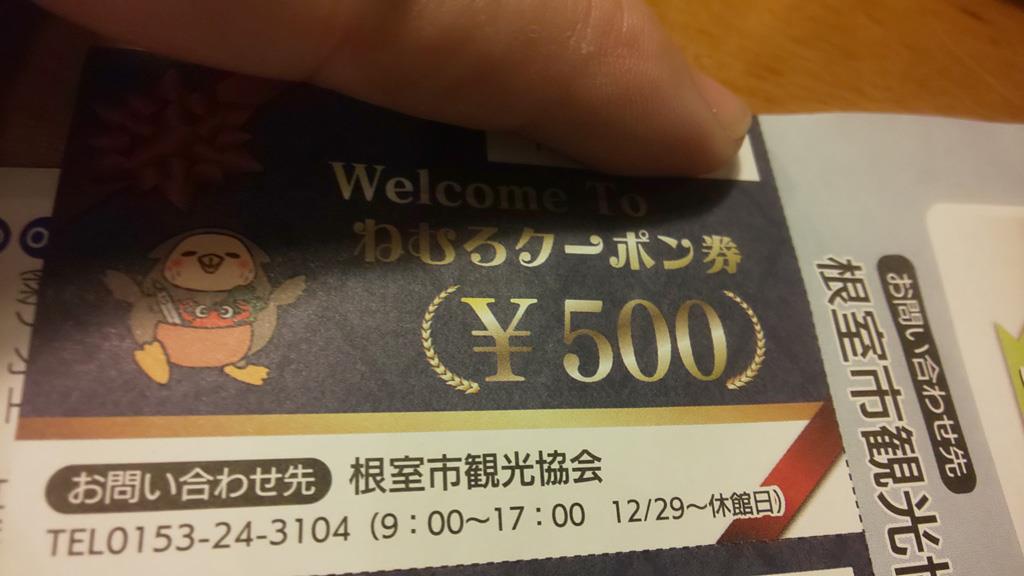 Welcome To
ねむろクーポン券
¥500
お問い合わせ先 根室市観光協会
TEL0153-24-3104 (9:00〜17:00 12/29〜休館日)
お問い合わせ先
根室市観光